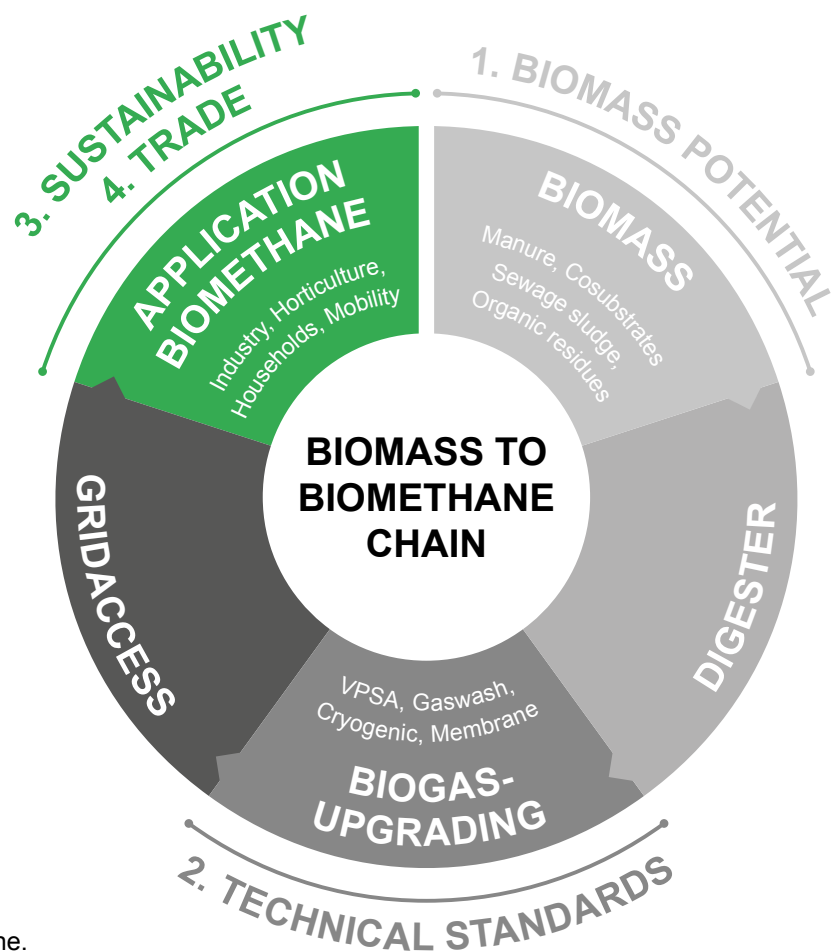 3. SUSTAINABILITY
4. TRADE
1. BIOMASS POTENTIAL
APPLICATION
BIOMETHANE
Industry, Horticulture,
Households, Mobility
BIOMASS
Manure, Cosubstrates
Sewage sludge,
Organic residues
BIOMASS TO
BIOMETHANE
CHAIN
GRIDACCESS
DIGESTER
VPSA, Gaswash,
Cryogenic, Membrane
BIOGAS-
UPGRADING
2. TECHNICAL STANDARDS
ne.